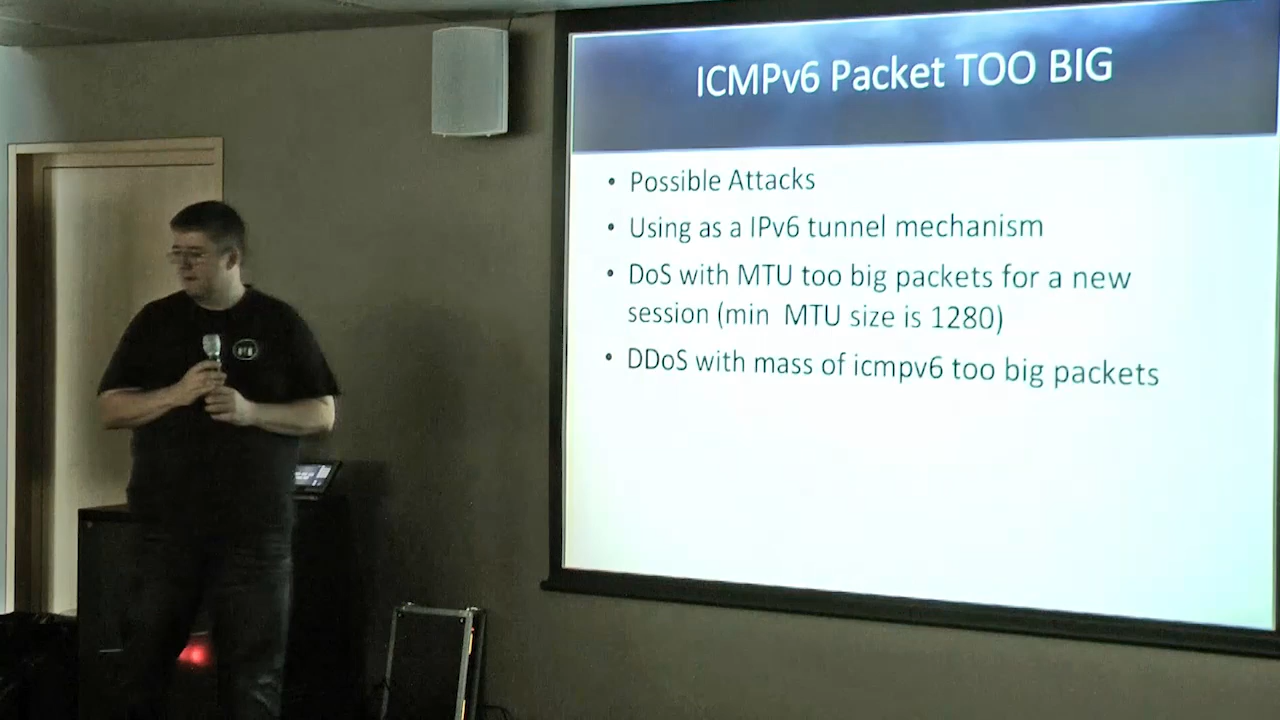 ICMPv6 Packet TOO BIG
• Possible Attacks
• Using as a IPv6 tunnel mechanism
• DoS with MTU too big packets for a new
session (min MTU size is 1280)
• DDoS with mass of icmpv6 too big packets